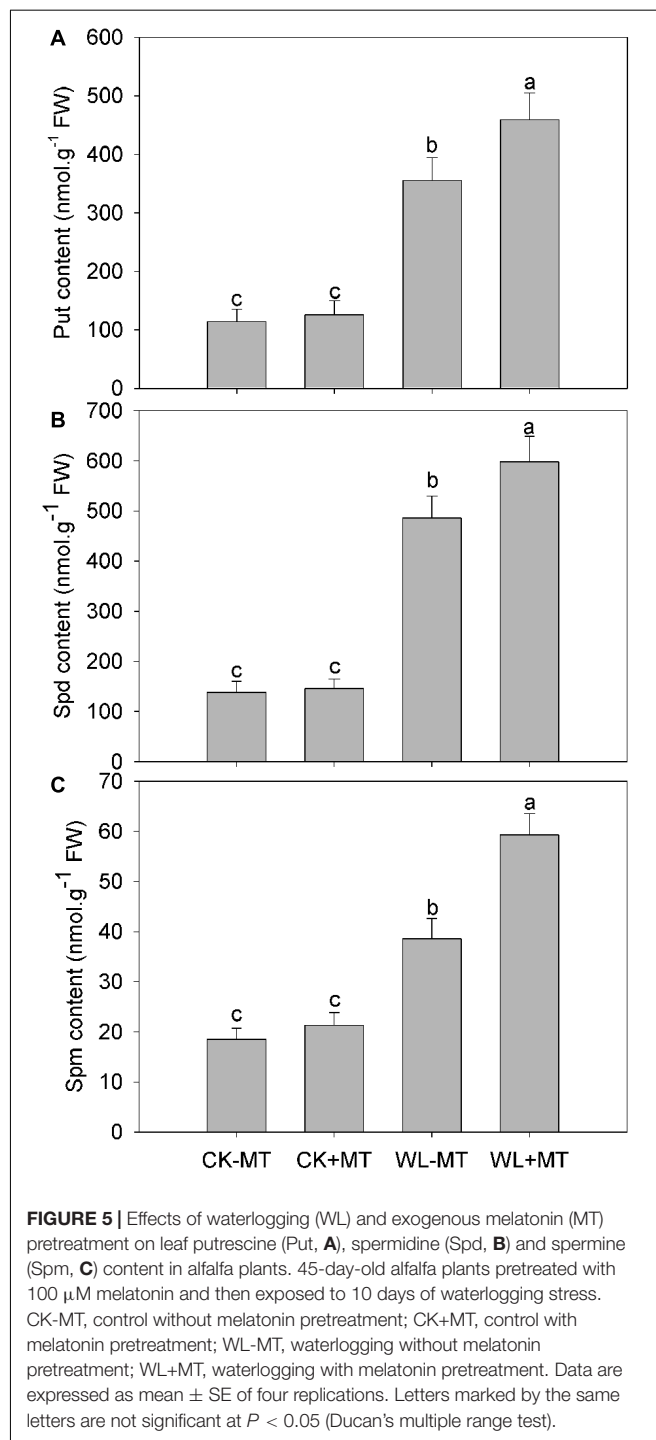 A
600
500
400
300
200
100
0
Put content (nmol.g⁻¹ FW)
c
c
b
a
B
700
600
500
400
300
200
100
0
Spd content (nmol.g⁻¹ FW)
c
c
b
a
C
70
60
50
40
30
20
10
0
Spm content (nmol.g⁻¹ FW)
c
c
b
a
CK-MT CK+MT WL-MT WL+MT
FIGURE 5 | Effects of waterlogging (WL) and exogenous melatonin (MT)
pretreatment on leaf putrescine (Put, A), spermidine (Spd, B) and spermine
(Spm, C) content in alfalfa plants. 45-day-old alfalfa plants pretreated with
100 μM melatonin and then exposed to 10 days of waterlogging stress.
CK-MT, control without melatonin pretreatment; CK+MT, control with
melatonin pretreatment; WL-MT, waterlogging without melatonin
pretreatment; WL+MT, waterlogging with melatonin pretreatment. Data are
expressed as mean ± SE of four replications. Letters marked by the same
letters are not significant at P < 0.05 (Ducan's multiple range test).